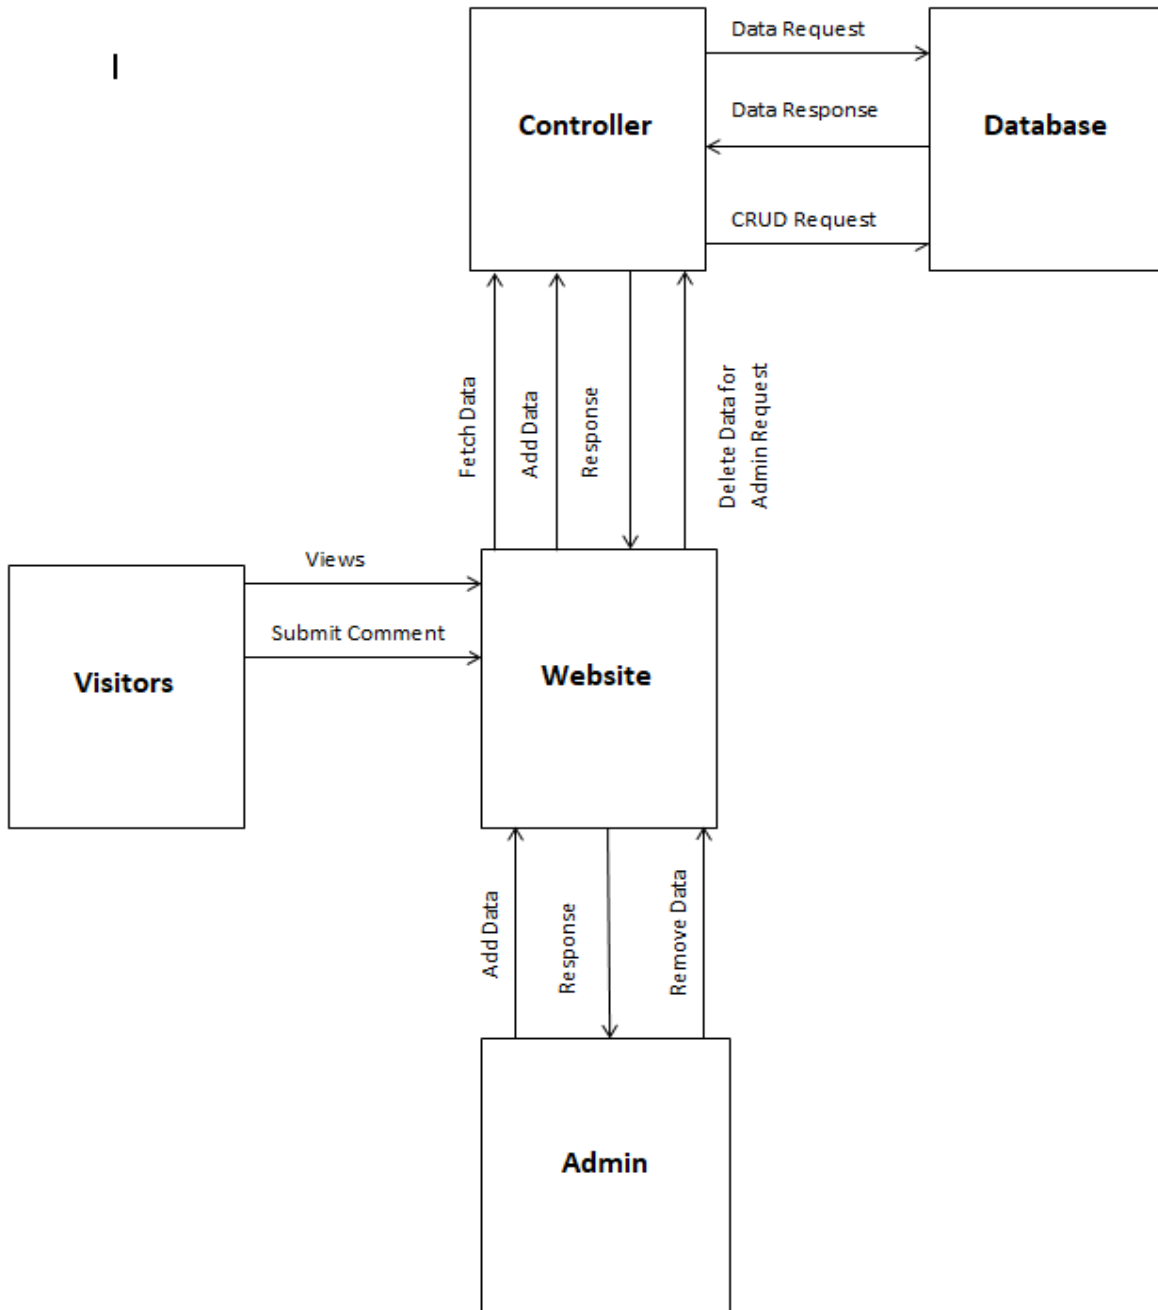 Data Request
Controller
Data Response
Database
CRUD Request
Fetch Data
Add Data
Response
Delete Data for
Admin Request
Views
Submit Comment
Visitors
Website
Add Data
Response
Remove Data
Admin